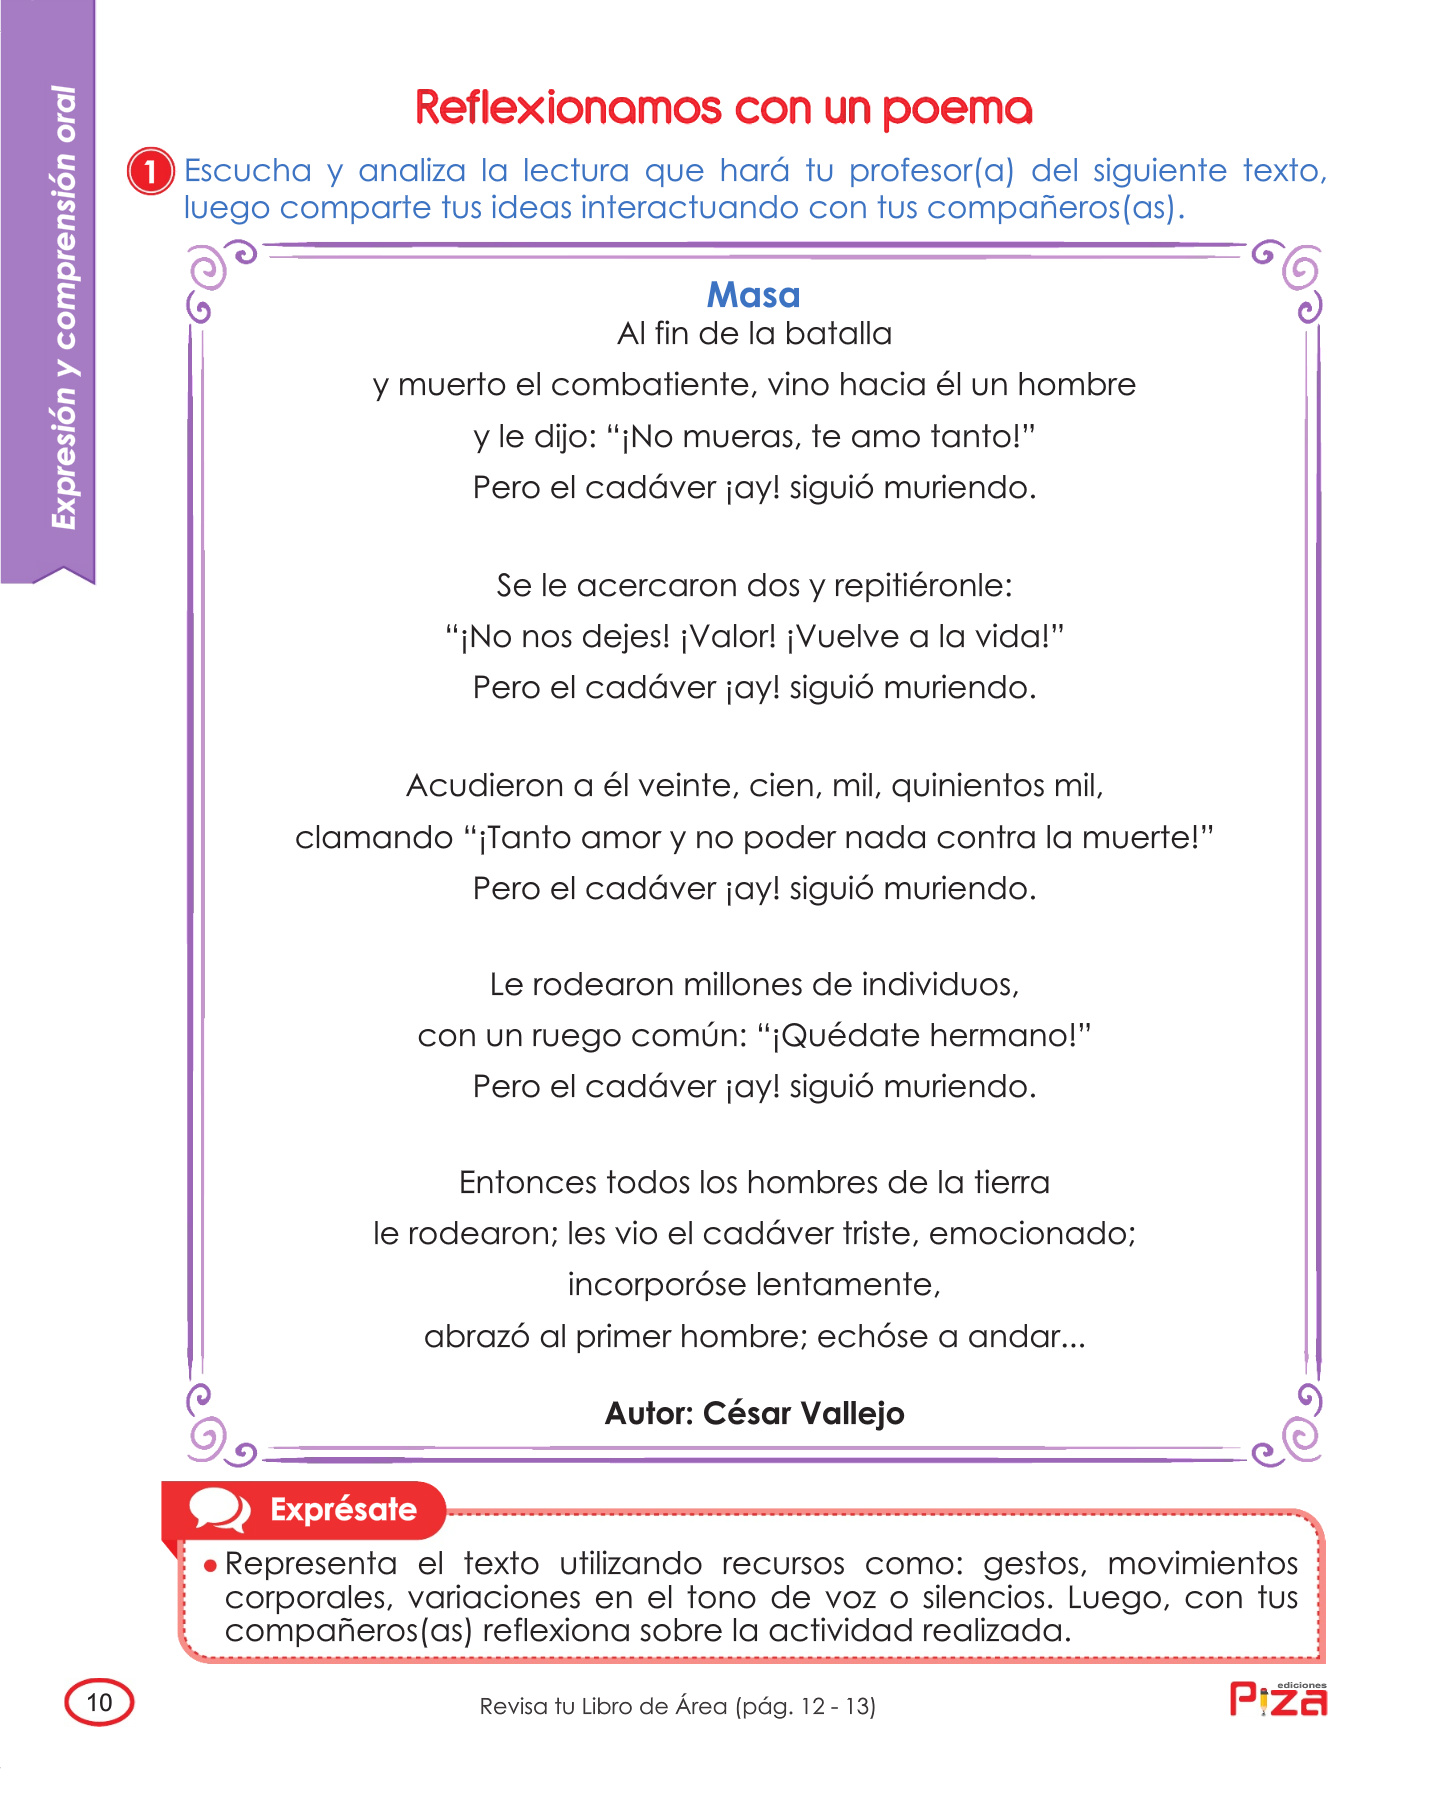 Expresión y comprensión oral
Reflexionamos con un poema
1 Escucha y analiza la lectura que hará tu profesor(a) del siguiente texto,
luego comparte tus ideas interactuando con tus compañeros(as).
Masa
Al fin de la batalla
y muerto el combatiente, vino hacia él un hombre
y le dijo: “¡No mueras, te amo tanto!”
Pero el cadáver ¡ay! siguió muriendo.
Se le acercaron dos y repitiéronle:
“¡No nos dejes! ¡Valor! ¡Vuelve a la vida!”
Pero el cadáver ¡ay! siguió muriendo.
Acudieron a él veinte, cien, mil, quinientos mil,
clamando “¡Tanto amor y no poder nada contra la muerte!”
Pero el cadáver ¡ay! siguió muriendo.
Le rodearon millones de individuos,
con un ruego común: “¡Quédate hermano!”
Pero el cadáver ¡ay! siguió muriendo.
Entonces todos los hombres de la tierra
le rodearon; les vio el cadáver triste, emocionado;
incorporóse lentamente,
abrazó al primer hombre; echóse a andar...
Autor: César Vallejo
Exprésate
• Representa el texto utilizando recursos como: gestos, movimientos
corporales, variaciones en el tono de voz o silencios. Luego, con tus
compañeros(as) reflexiona sobre la actividad realizada.
10
Revisa tu Libro de Área (pág. 12 - 13)
ediciones
Piza